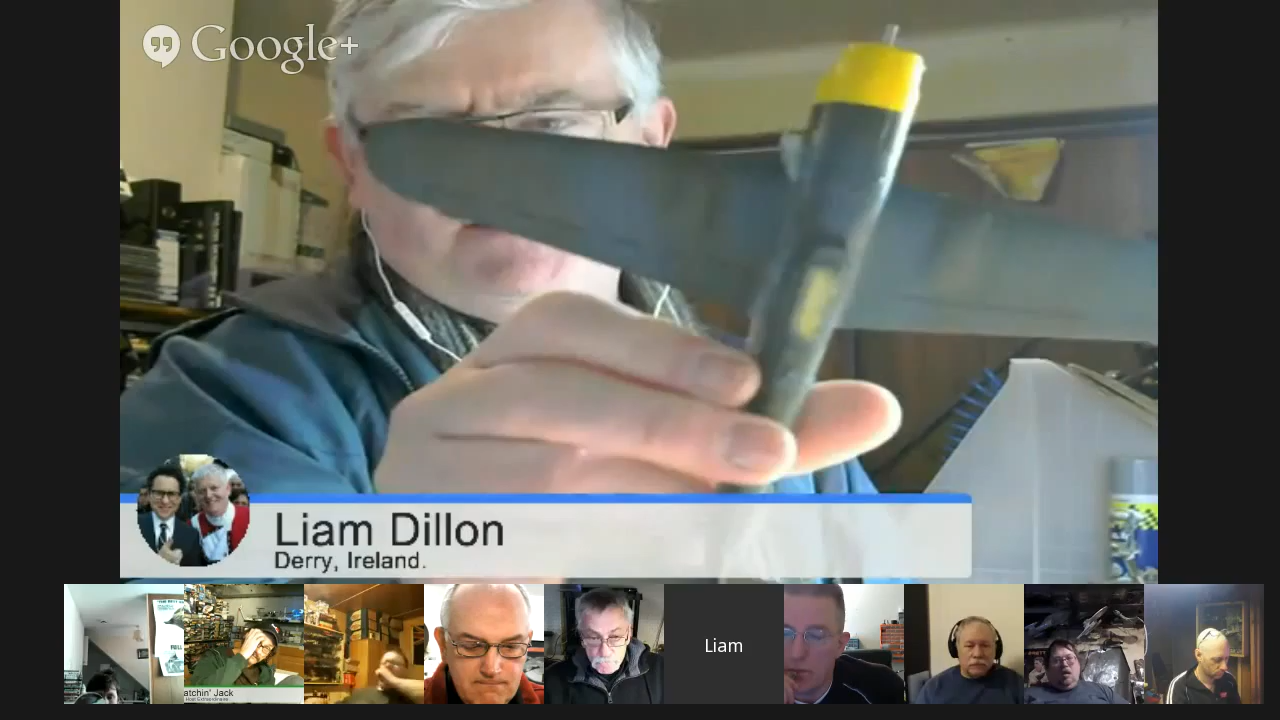 Google+
Liam Dillon
Derry, Ireland.
Liam
atchin' Jack